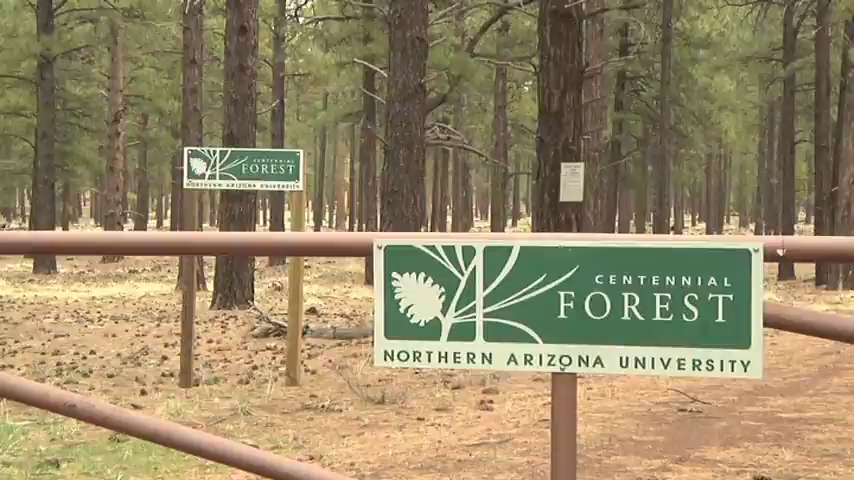 CENTENNIAL
FOREST
NORTHERN ARIZONA UNIVERSITY
CENTENNIAL
FOREST
NORTHERN ARIZONA UNIVERSITY